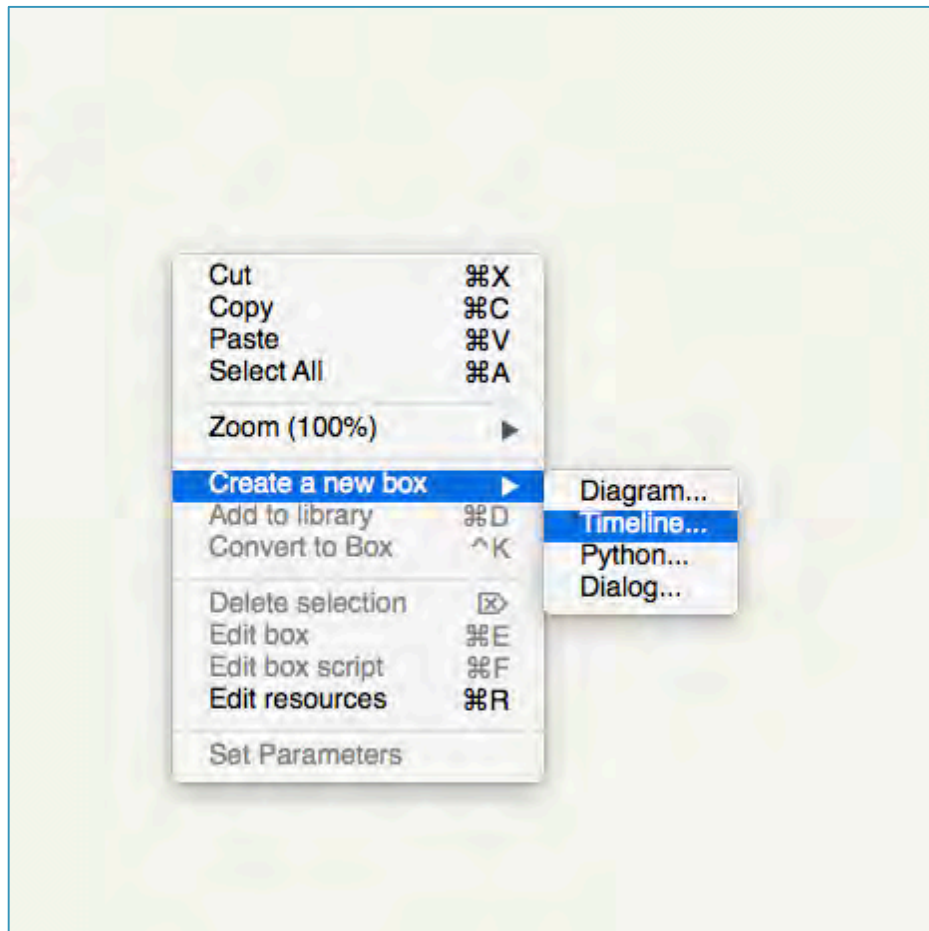 Cut ⌘X
Copy ⌘C
Paste ⌘V
Select All ⌘A
Zoom (100%) ▶
Create a new box ▶
Add to library ⌘D
Convert to Box ^K
Delete selection ⌦
Edit box ⌘E
Edit box script ⌘F
Edit resources ⌘R
Set Parameters
Diagram...
Timeline...
Python...
Dialog...